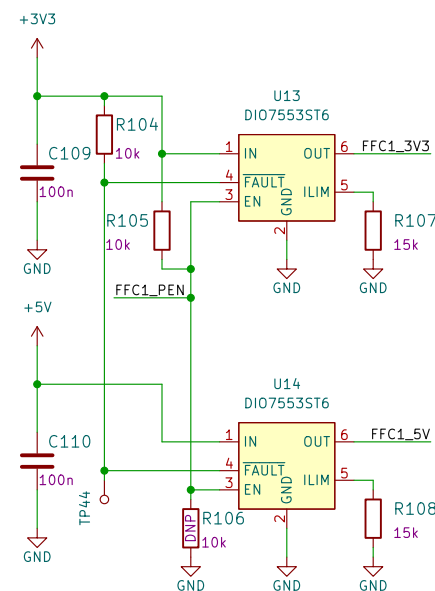 +3V3
U13
DIO7553ST6
R104
10k
C109
100n
1
IN
OUT
6
FFC1_3V3
4
FAULT
3
EN
GND
ILIM
5
2
R105
10k
R107
15k
GND
GND
GND
FFC1_PEN
+5V
U14
DIO7553ST6
C110
100n
1
IN
OUT
6
FFC1_5V
4
FAULT
3
EN
GND
ILIM
5
2
TP44
DNP
R106
10k
R108
15k
GND
GND
GND
GND